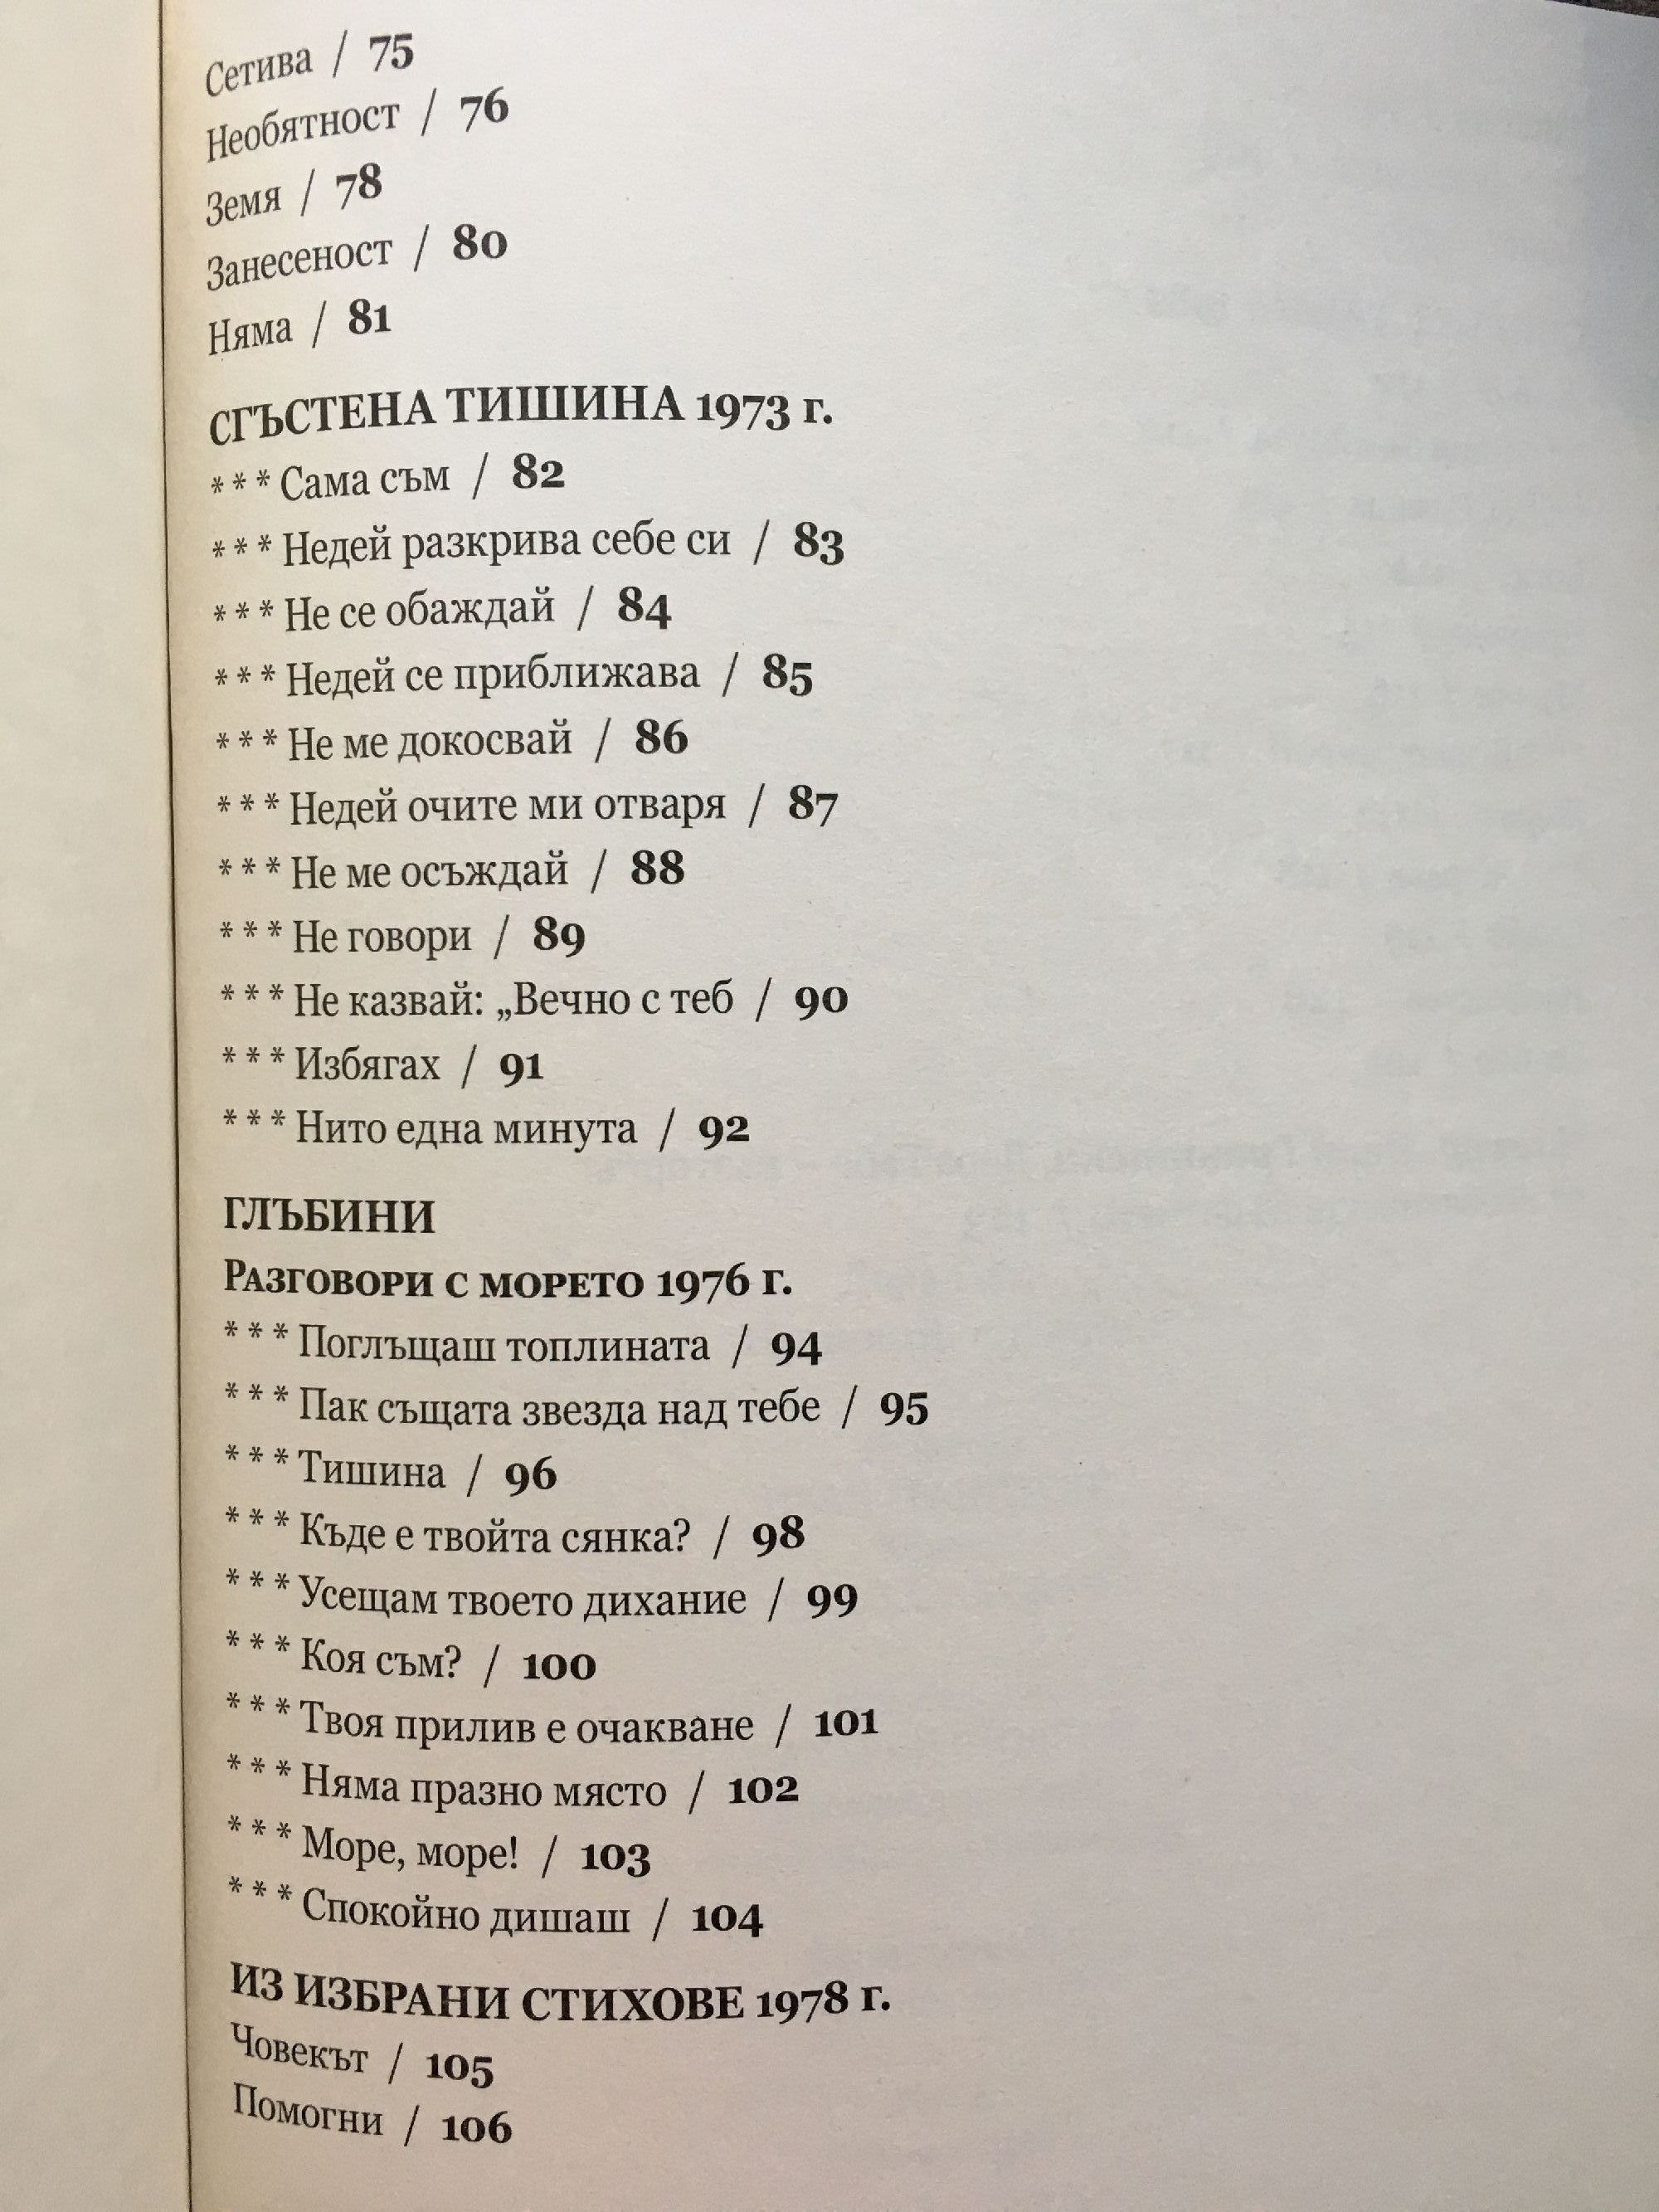 Сетива / 75
Необятност / 76
Земя / 78
Занесеност / 80
Няма / 81
СГЪСТЕНА ТИШИНА 1973 г.
* * * Сама съм / 82
* * * Недей разкрива себе си / 83
* * * Не се обаждай / 84
* * * Недей се приближава / 85
* * * Не ме докосвай / 86
* * * Недей очите ми отваря / 87
* * * Не ме осъждай / 88
* * * Не говори / 89
* * * Не казвай: „Вечно с теб / 90
* * * Избягах / 91
* * * Нито една минута / 92
ГЛЪБИНИ
Разговори с морето 1976 г.
* * * Поглъщаш топлината / 94
* * * Пак същата звезда над тебе / 95
* * * Тишина / 96
* * * Къде е твойта сянка? / 98
* * * Усещам твоето дихание / 99
* * * Коя съм? / 100
* * * Твоя прилив е очакване / 101
* * * Няма празно място / 102
* * * Море, море! / 103
* * * Спокойно дишаш / 104
ИЗ ИЗБРАНИ СТИХОВЕ 1978 г.
Човекът / 105
Помогни / 106